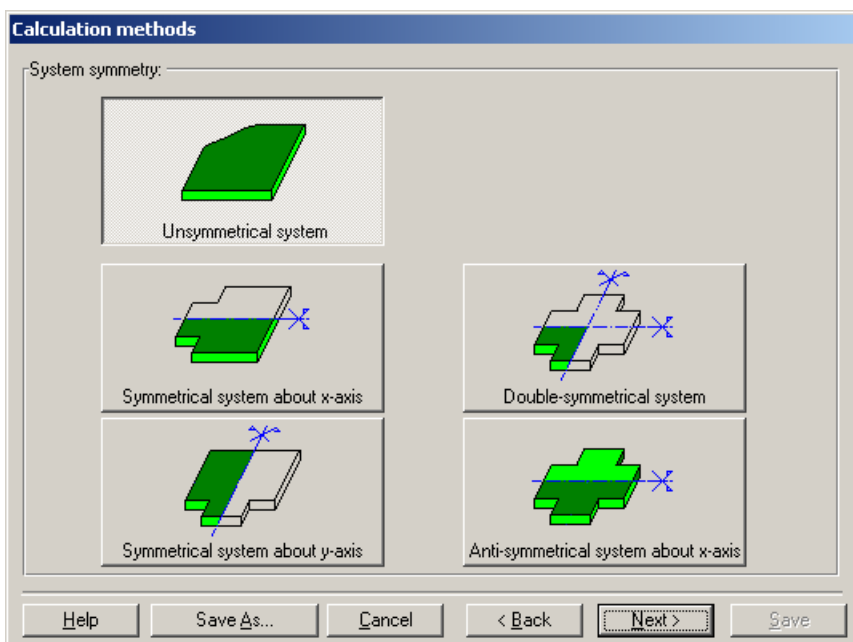 Calculation methods
System symmetry:
Unsymmetrical system
Symmetrical system about x-axis
Double-symmetrical system
Symmetrical system about y-axis
Anti-symmetrical system about x-axis
Help
Save As...
Cancel
< Back
Next >
Save